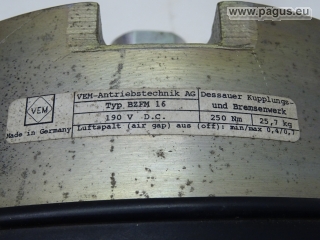 © www.pagus.eu
VEM
Made in Germany
VEM-Antriebstechnik AG
Typ BZFM 16
190 V D.C.
Dessauer Kupplungs-
und Bremsenwerk
250 Nm 25,7 kg
Luftspalt (air gap) aus (off): min/max 0,4/0,7